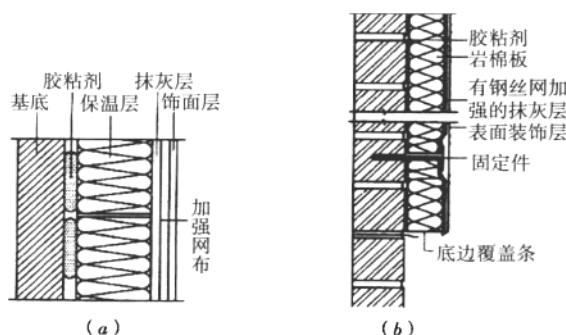 胶粘剂
抹灰层
基底
保温层
饰面层
加强网布
(a)
胶粘剂
岩棉板
有钢丝网加
强的抹灰层
表面装饰层
固定件
底边覆盖条
(b)